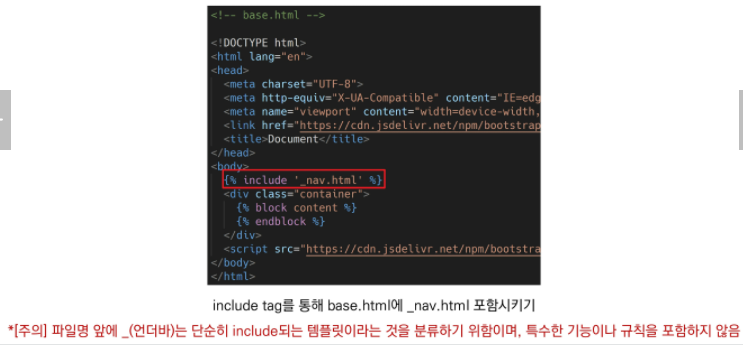 <!-- base.html -->
<!DOCTYPE html>
<html lang="en">
<head>
<meta charset="UTF-8">
<meta http-equiv="X-UA-Compatible" content="IE=edg
<meta name="viewport" content="width=device-width,
<link href="https://cdn.jsdelivr.net/npm/bootstrap
<title>Document</title>
</head>
<body>
{% include '_nav.html' %}
<div class="container">
{% block content %}
{% endblock %}
</div>
<script src="https://cdn.jsdelivr.net/npm/bootstra
</body>
</html>
include tag를 통해 base.html에 _nav.html 포함시키기
*[주의] 파일명 앞에 _(언더바)는 단순히 include되는 템플릿이라는 것을 분류하기 위함이며, 특수한 기능이나 규칙을 포함하지 않음